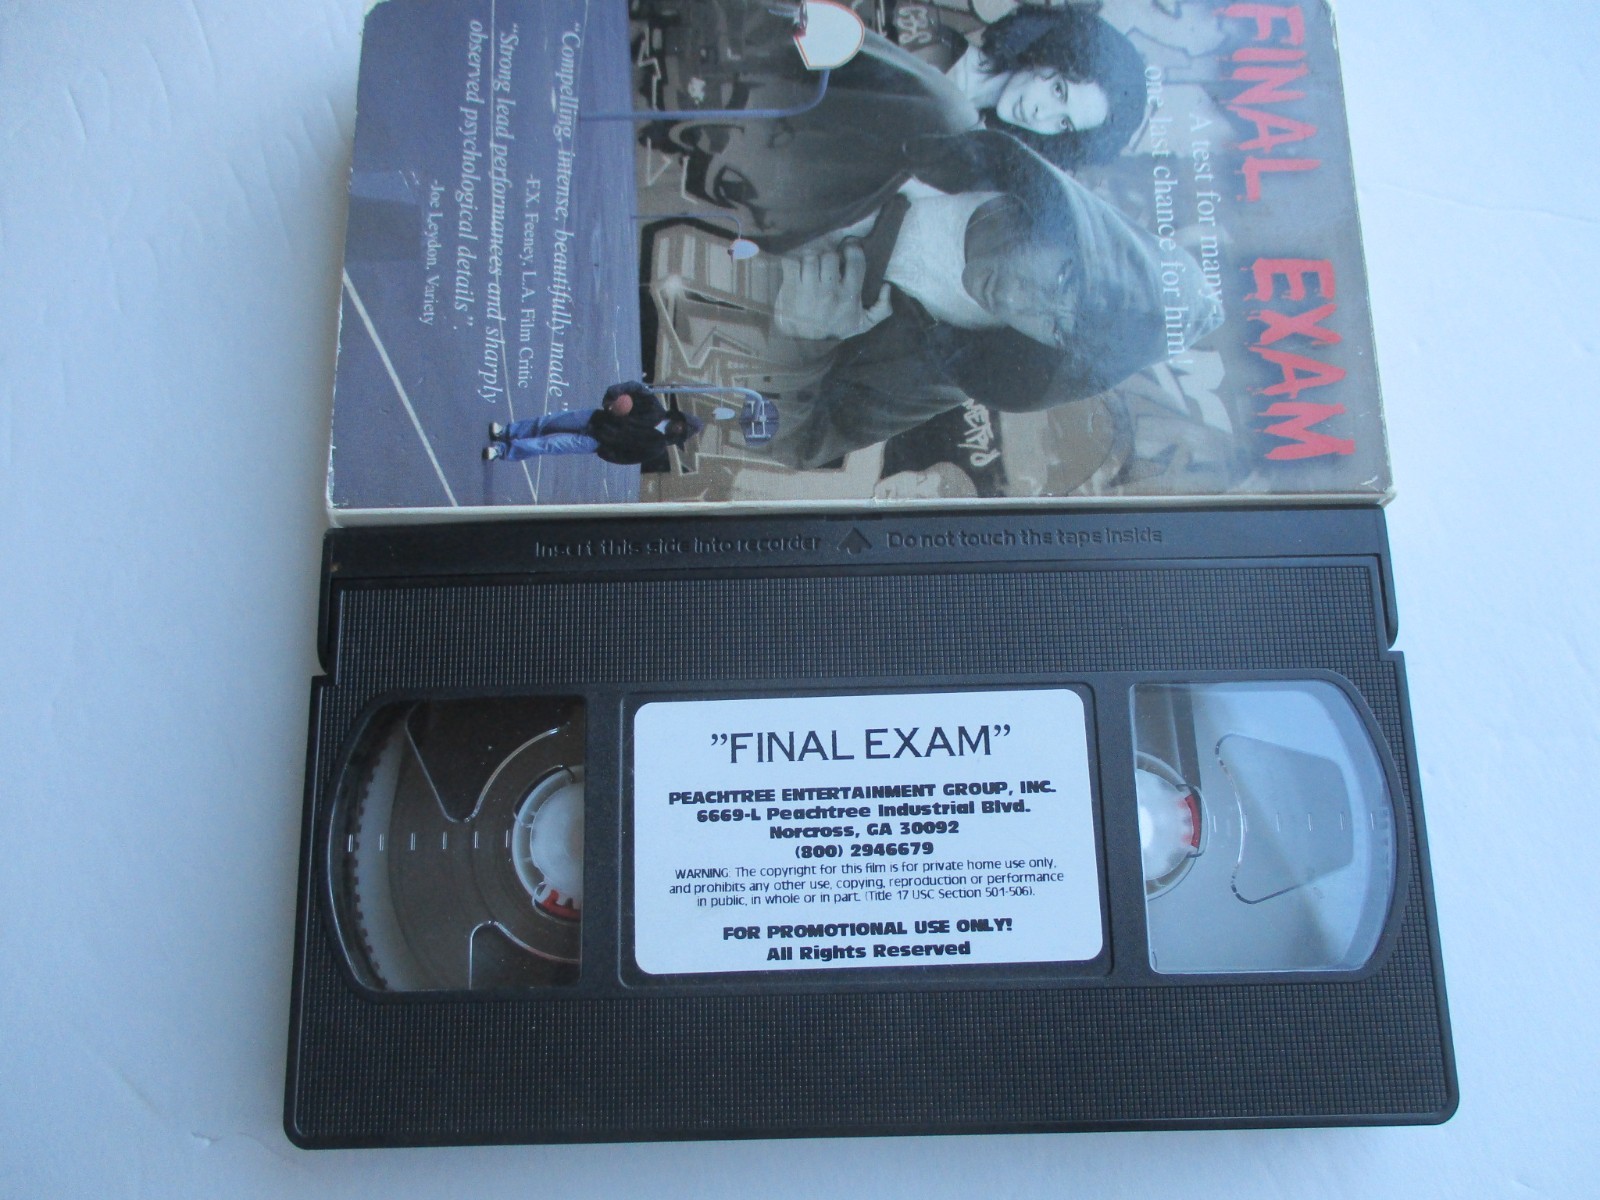 FINAL EXAM
A test for many-
one last chance for him!
"Compelling, intense, beautifully made".
-F.X. Feeney, L.A. Film Critic
"Strong lead performances and sharply
observed psychological details".
-Joe Leydon, Variety
Insert this side into recorder Do not touch the tape inside
"FINAL EXAM"
PEACHTREE ENTERTAINMENT GROUP, INC.
6669-L Peachtree Industrial Blvd.
Norcross, GA 30092
(800) 2946679
WARNING: The copyright for this film is for private home use only,
and prohibits any other use, copying, reproduction or performance
in public, in whole or in part. (Title 17 USC Section 501-506).
FOR PROMOTIONAL USE ONLY!
All Rights Reserved